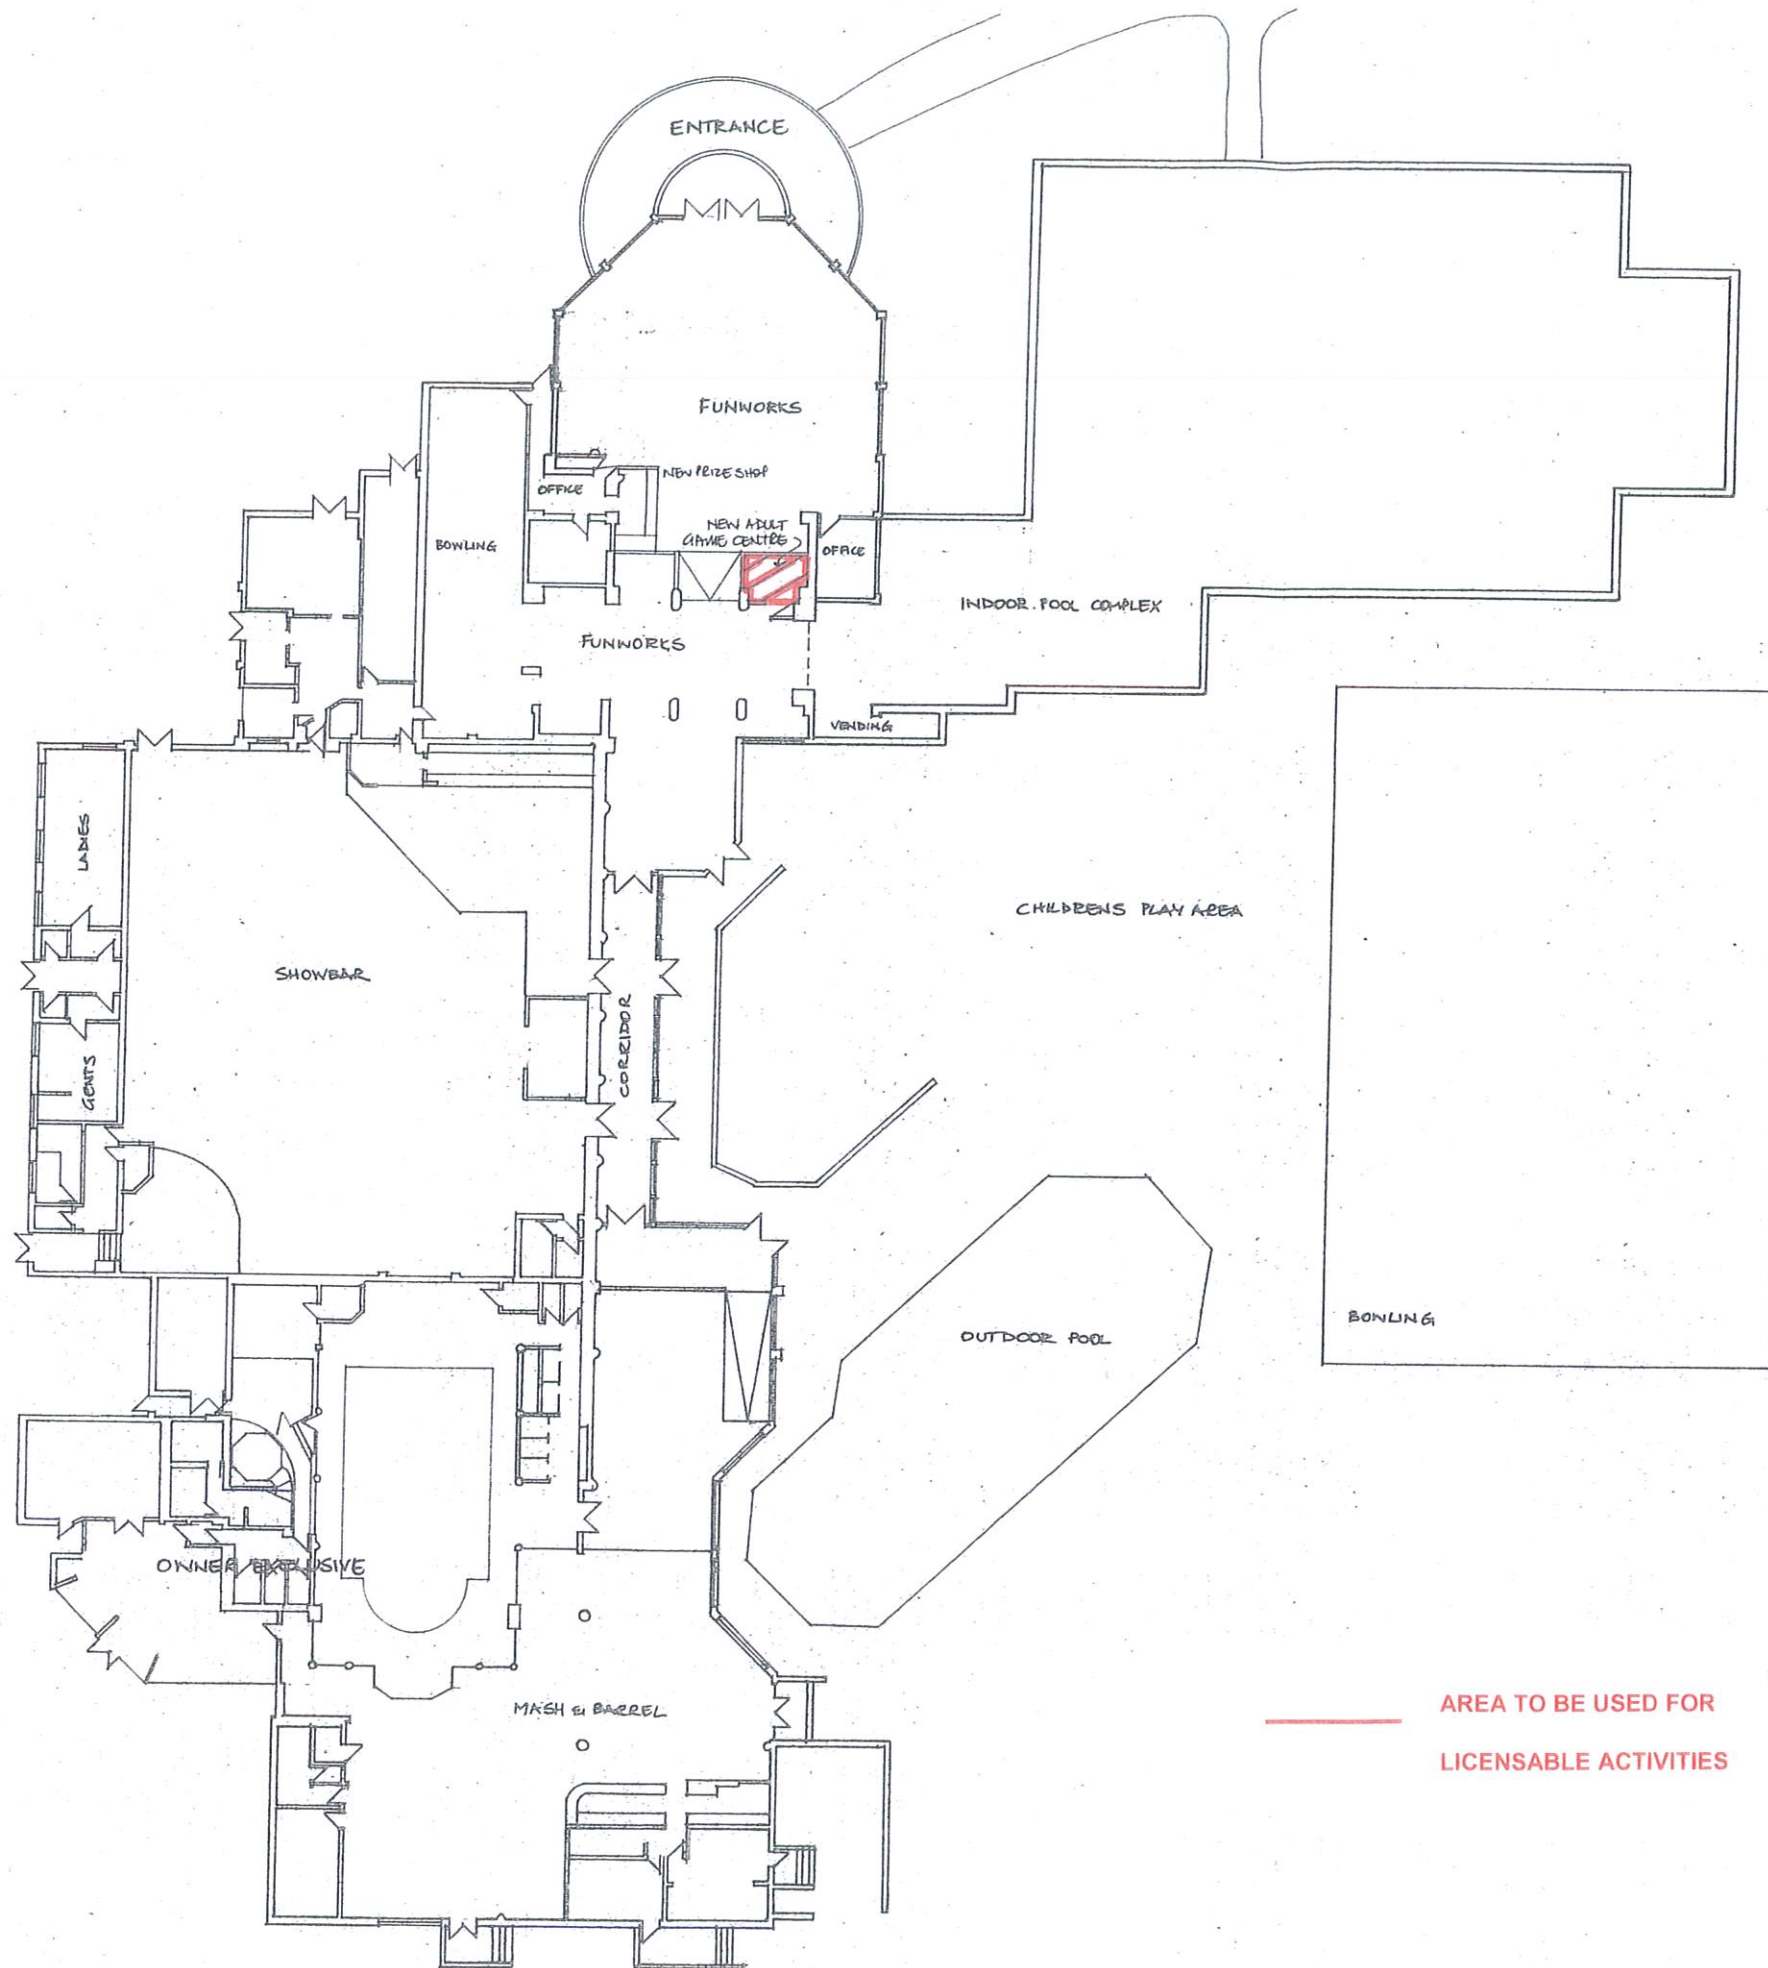 ENTRANCE
FUNWORKS
NEW PRIZE SHOP
OFFICE
NEW ADULT
GAME CENTRE
OFFICE
BOWLING
INDOOR POOL COMPLEX
FUNWORKS
VENDING
LADIES
CHILDRENS PLAY AREA
SHOWBAR
CORRIDOR
GENTS
BOWLING
OUTDOOR POOL
OWNER EXCLUSIVE
MASH & BARREL
AREA TO BE USED FOR
LICENSABLE ACTIVITIES